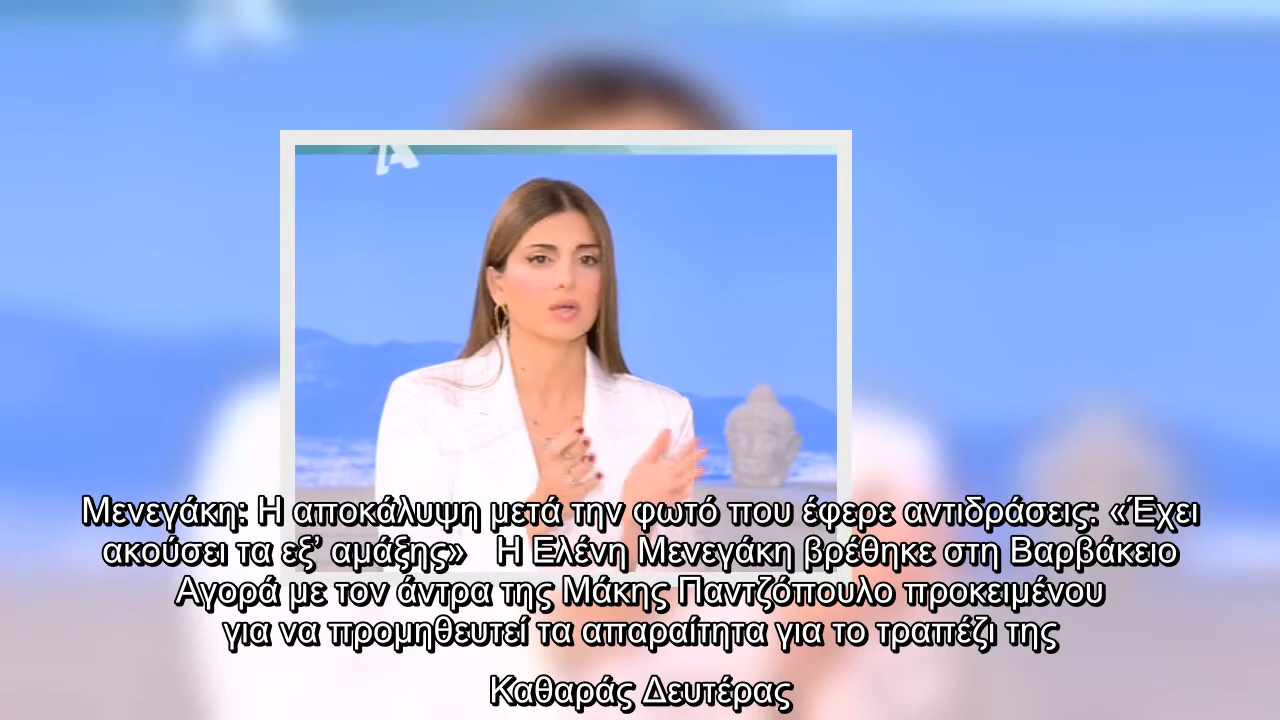 Μενεγάκη: Η αποκάλυψη μετά την φωτό που έφερε αντιδράσεις: «Έχει
ακούσει τα εξ’ αμάξης»   Η Ελένη Μενεγάκη βρέθηκε στη Βαρβάκειο
Αγορά με τον άντρα της Μάκης Παντζόπουλο προκειμένου
για να προμηθευτεί τα απαραίτητα για το τραπέζι της
Καθαράς Δευτέρας